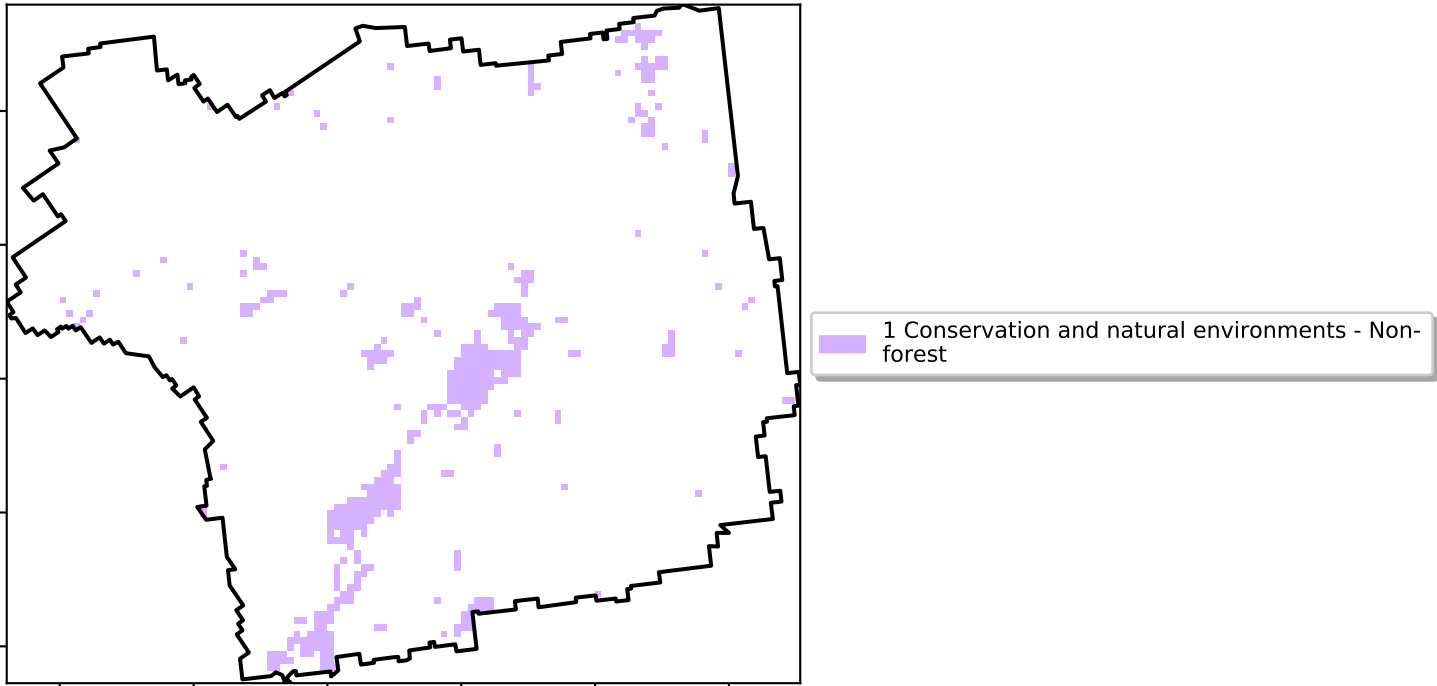 1 Conservation and natural environments - Non-
forest